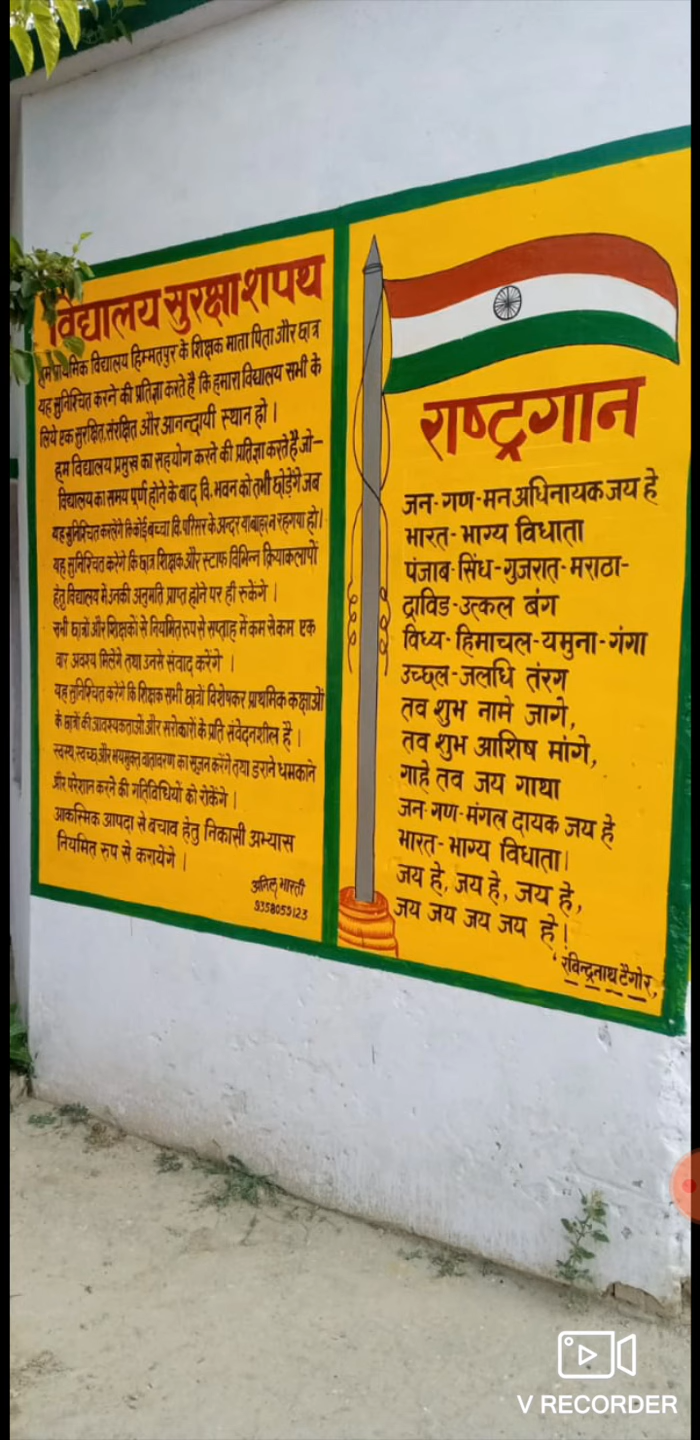 विद्यालय सुरक्षा शपथ
हम प्राथमिक विद्यालय हिम्मतपुर के शिक्षक माता पिता और छात्र
यह सुनिश्चित करने की प्रतिज्ञा करते है कि हमारा विद्यालय सभी के
लिये एक सुरक्षित, संरक्षित और आनन्दायी स्थान हो ।
हम विद्यालय प्रमुख का सहयोग करने की प्रतिज्ञा करते हैं जो–
विद्यालय का समय पूर्ण होने के बाद वि. भवन को तभी छोड़ेंगे जब
यह सुनिश्चित करलेंगे कि कोई बच्चा वि. परिसर के अन्दर या बाहर न रह गया हो।
यह सुनिश्चित करेंगे कि छात्र शिक्षक और स्टाफ विभिन्न क्रियाकलापों
हेतु विद्यालय में उनकी अनुमति प्राप्त होने पर ही रुकेंगे ।
सभी छात्रों और शिक्षकों से नियमित रूप से सप्ताह में कम से कम एक
बार अवश्य मिलेंगे तथा उनसे संवाद करेंगे ।
यह सुनिश्चित करेंगे कि शिक्षक सभी छात्रों विशेषकर प्राथमिक कक्षाओं
के छात्रों की आवश्यकताओं और सरोकारों के प्रति संवेदनशील है ।
स्वस्थ स्वच्छ और भयमुक्त वातावरण का सृजन करेंगे तथा डराने धमकाने
और परेशान करने की गतिविधियों को रोकेंगे ।
आकस्मिक आपदा से बचाव हेतु निकासी अभ्यास
नियमित रूप से करायेगे ।
अनिल भारती
9358059123
राष्ट्रगान
जन-गण-मन अधिनायक जय हे
भारत-भाग्य विधाता
पंजाब-सिंध-गुजरात-मराठा-
द्राविड-उत्कल बंग
विध्य-हिमाचल-यमुना-गंगा
उच्छल-जलधि तंरग
तव शुभ नामे जागे,
तव शुभ आशिष मांगे,
गाहे तव जय गाथा
जन-गण-मंगल दायक जय हे
भारत-भाग्य विधाता।
जय हे, जय हे, जय हे,
जय जय जय जय हे!
रविन्द्रनाथ टैगोर,
V RECORDER